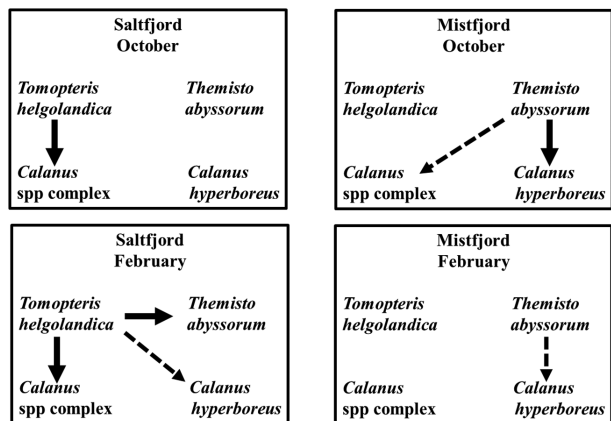 Saltfjord
October
Tomopteris Themisto
helgolandica abyssorum
Calanus Calanus
spp complex hyperboreus
Mistfjord
October
Tomopteris Themisto
helgolandica abyssorum
Calanus Calanus
spp complex hyperboreus
Saltfjord
February
Tomopteris Themisto
helgolandica abyssorum
Calanus Calanus
spp complex hyperboreus
Mistfjord
February
Tomopteris Themisto
helgolandica abyssorum
Calanus Calanus
spp complex hyperboreus